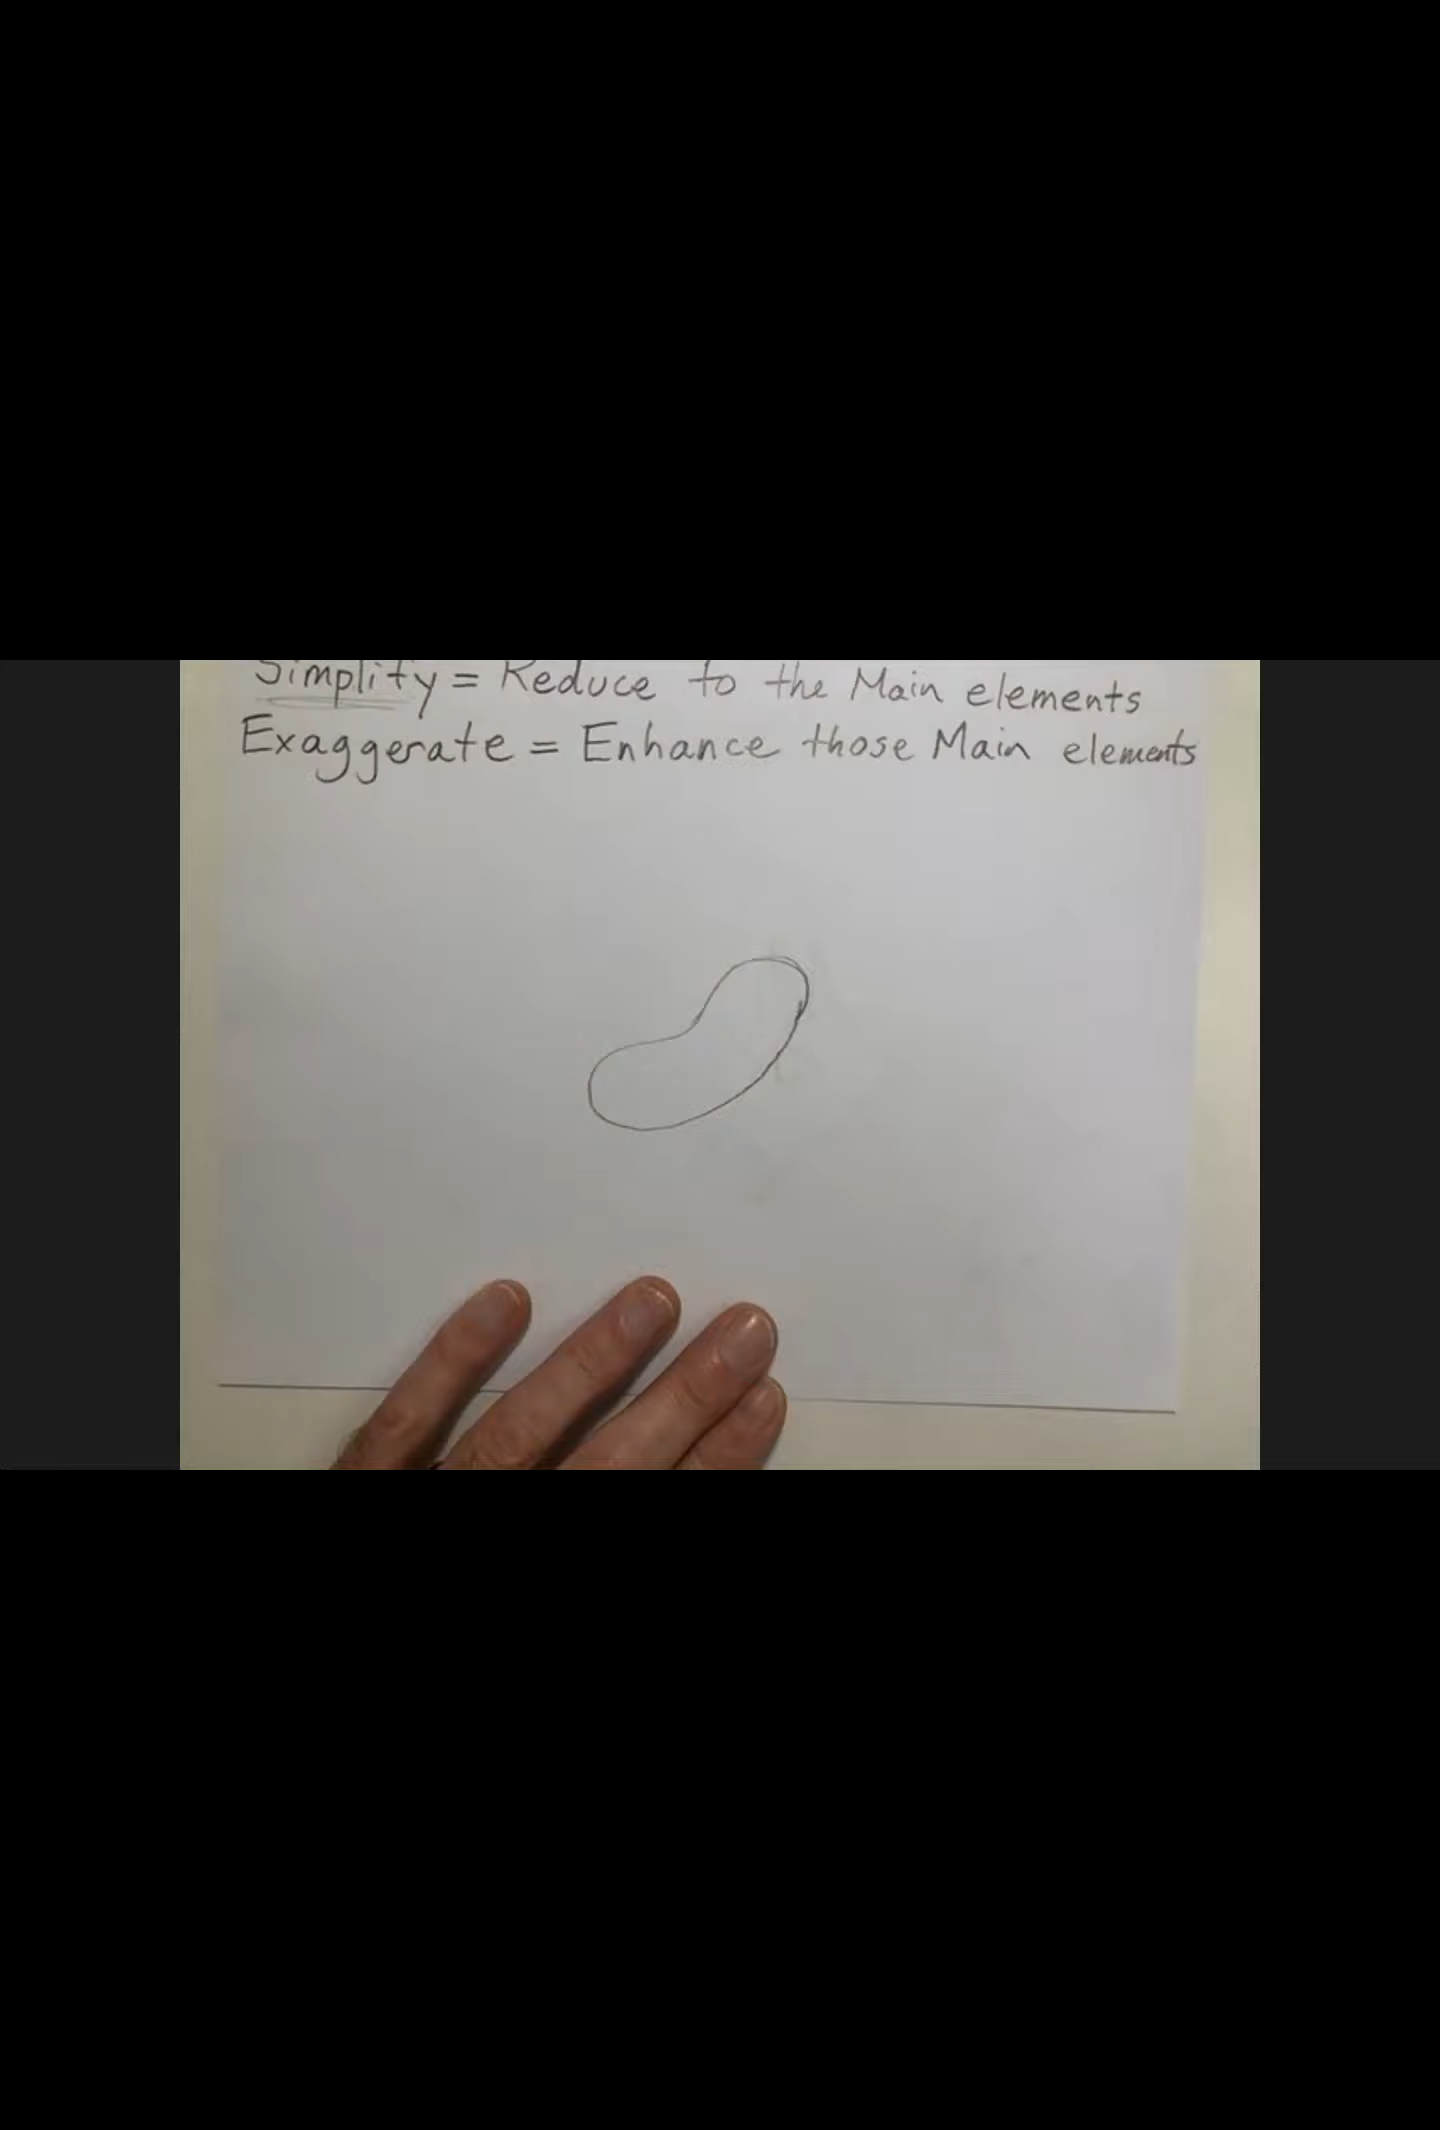 Simplify = Reduce to the Main elements
Exaggerate = Enhance those Main elements